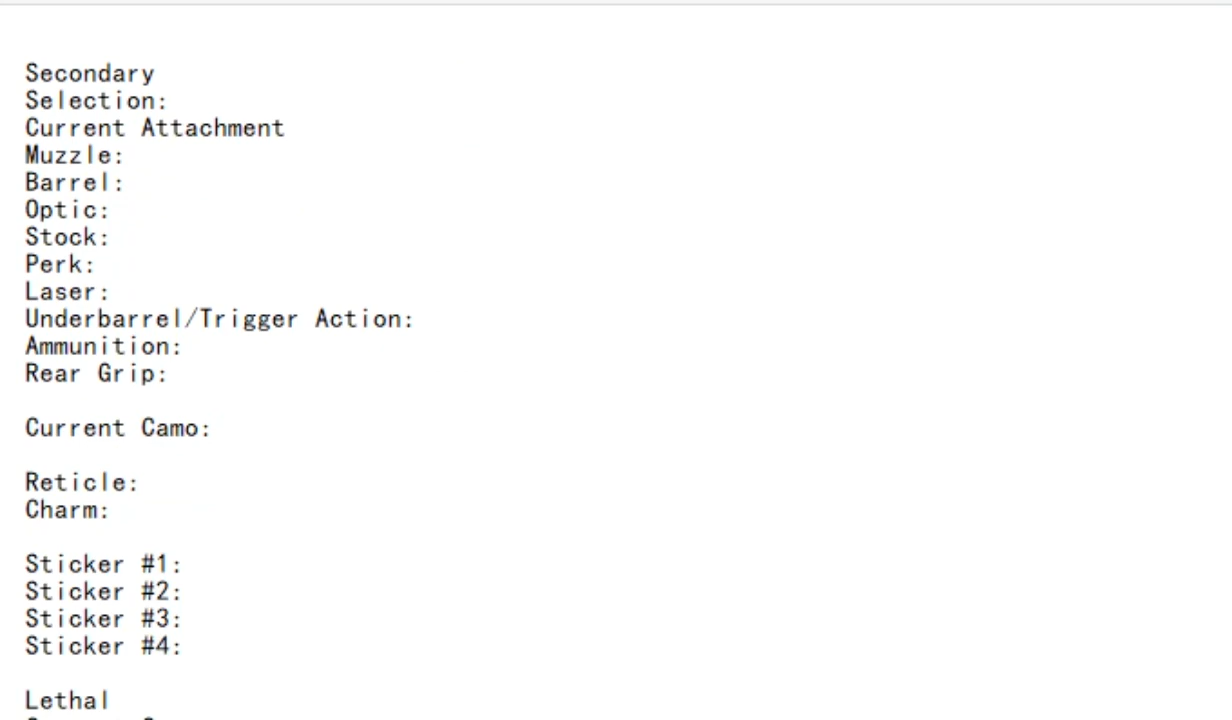 Secondary
Selection:
Current Attachment
Muzzle:
Barrel:
Optic:
Stock:
Perk:
Laser:
Underbarrel/Trigger Action:
Ammunition:
Rear Grip:
Current Camo:
Reticle:
Charm:
Sticker #1:
Sticker #2:
Sticker #3:
Sticker #4:
Lethal